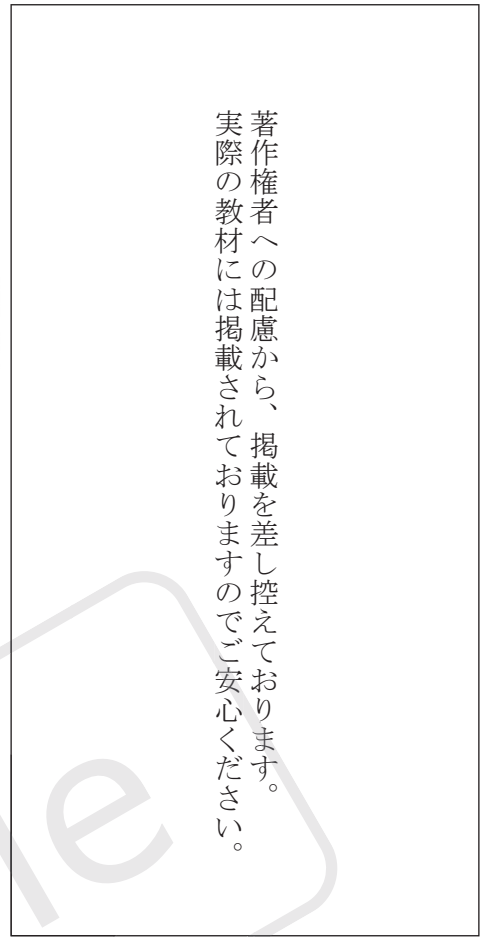 著作権者への配慮から、掲載を差し控えております。
実際の教材には掲載されておりますのでご安心ください。
le